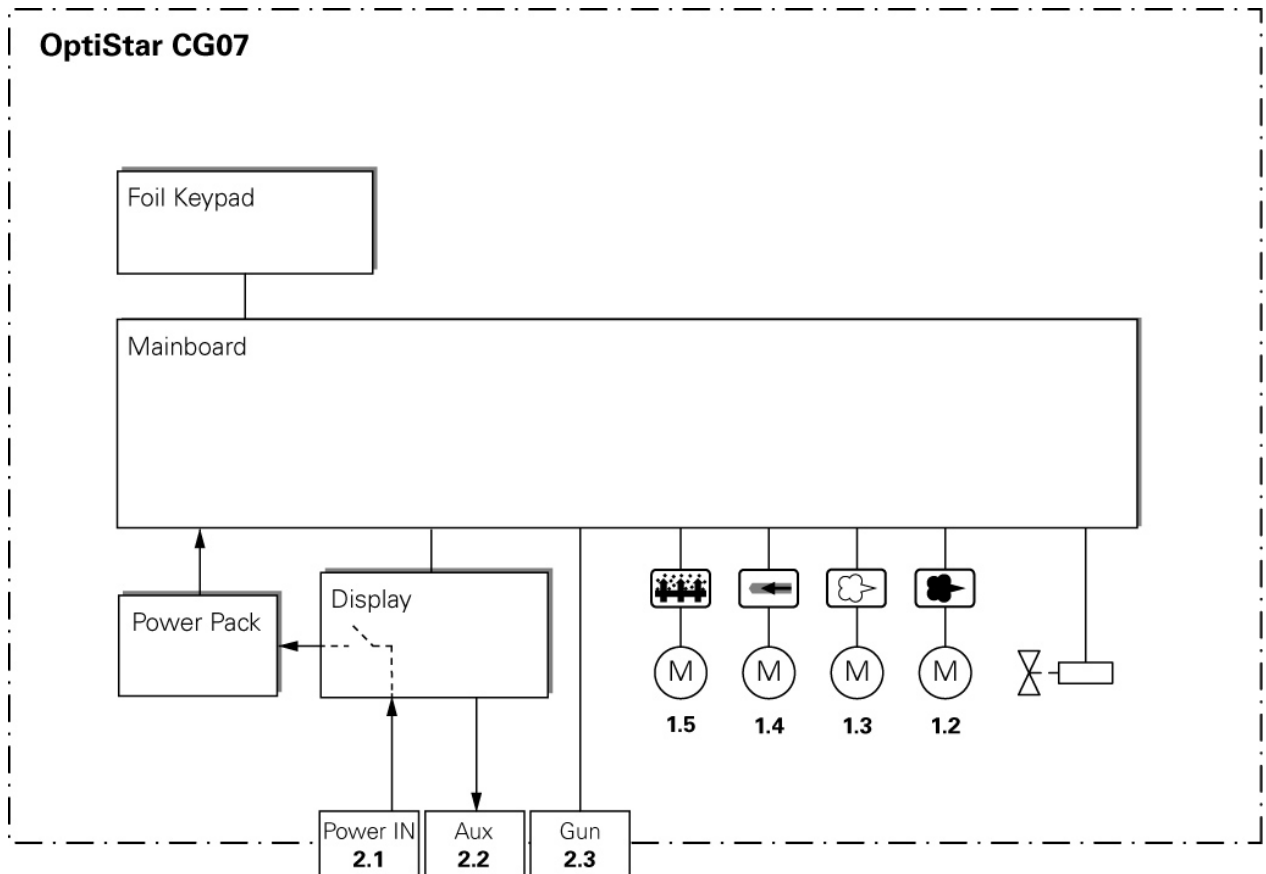 OptiStar CG07
Foil Keypad
Mainboard
Power Pack
Display
M
M
M
M
1.5
1.4
1.3
1.2
Power IN
2.1
Aux
2.2
Gun
2.3